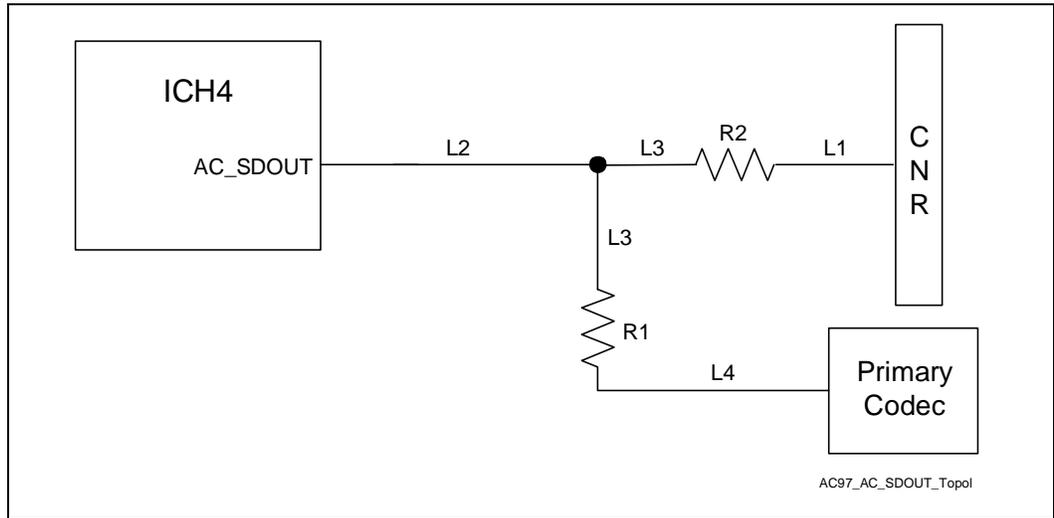 ICH4
AC_SDOUT
L2
L3
R2
L1
C
N
R
L3
R1
L4
Primary
Codec
AC97_AC_SDOUT_Topol